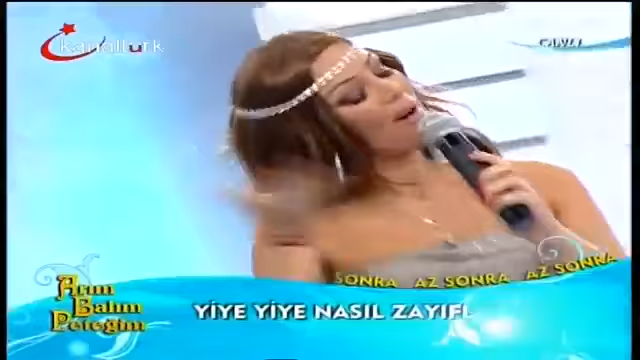 kanaltürk
CANLI
SONRA AZ SONRA AZ SONRA
Arım
Balım
Peteğim
YİYE YİYE NASIL ZAYIFL